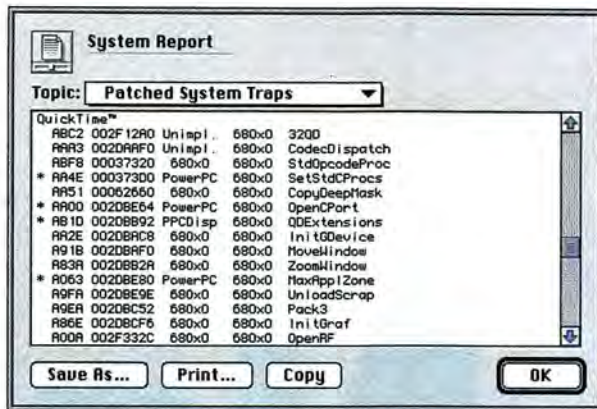 System Report
Topic: Patched System Traps
QuickTime™
ABC2 002F12A0 Unimpl. 680x0 32QD
AAA3 002DAAF0 Unimpl. 680x0 CodecDispatch
ABF8 00037320 680x0 680x0 StdOpcodeProc
* AA4E 000373D0 PowerPC 680x0 SetStdCProcs
AA51 00062660 680x0 680x0 CopyDeepMask
* AA00 002DBE64 PowerPC 680x0 OpenCPort
* AB1D 002DBB92 PPCDisp 680x0 QDExtensions
AA2E 002DBAC8 680x0 680x0 InitGDevice
A91B 002DBAF0 680x0 680x0 MoveWindow
A83A 002DBB2A 680x0 680x0 ZoomWindow
* A063 002DBE80 PowerPC 680x0 MaxApplZone
A9FA 002DBE9E 680x0 680x0 UnloadScrap
A9EA 002DBC52 680x0 680x0 Pack3
A86E 002DBCF6 680x0 680x0 InitGraf
A00A 002F332C 680x0 680x0 OpenRF
Save As... Print... Copy OK